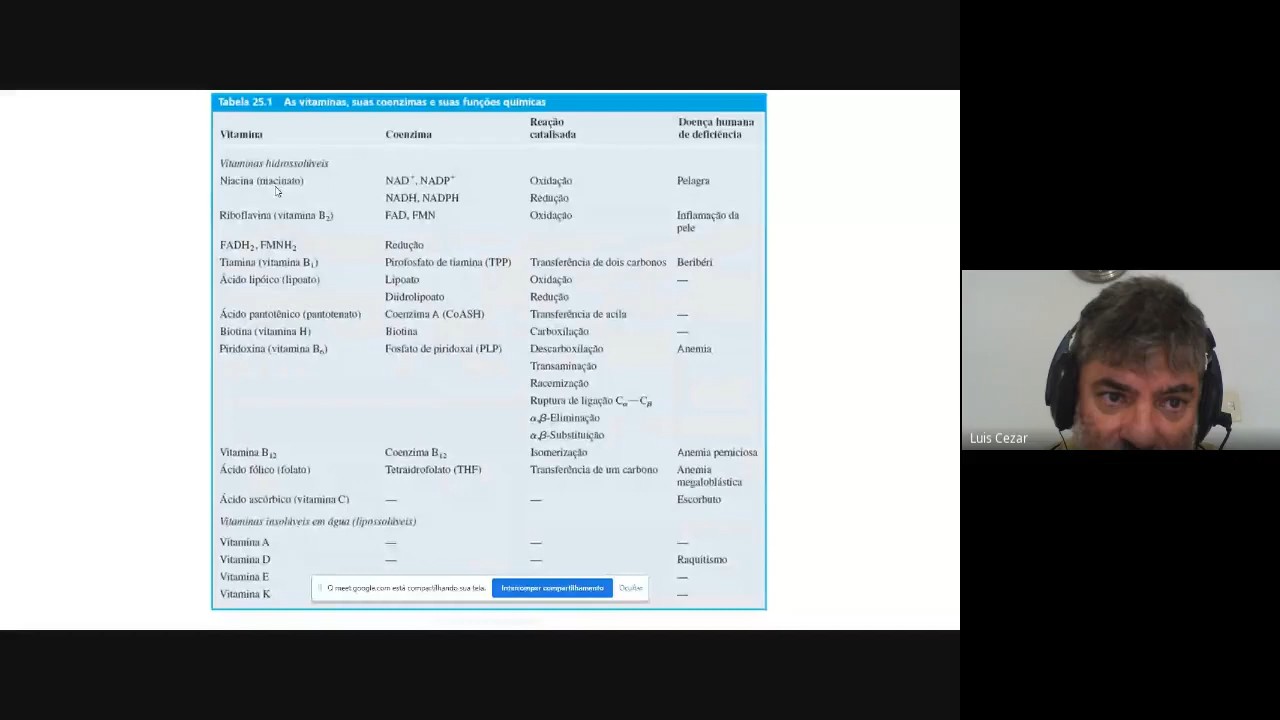 Tabela 25.1 As vitaminas, suas coenzimas e suas funções químicas
Vitamina Coenzima Reação catalisada Doença humana de deficiência
Vitaminas hidrossolúveis
Niacina (niacinato) NAD⁺, NADP⁺ Oxidação Pelagra
NADH, NADPH Redução
Riboflavina (vitamina B₂) FAD, FMN Oxidação Inflamação da pele
FADH₂, FMNH₂ Redução
Tiamina (vitamina B₁) Pirofosfato de tiamina (TPP) Transferência de dois carbonos Beribéri
Ácido lipóico (lipoato) Lipoato Oxidação —
Diidrolipoato Redução
Ácido pantotênico (pantotenato) Coenzima A (CoASH) Transferência de acila —
Biotina (vitamina H) Biotina Carboxilação —
Piridoxina (vitamina B₆) Fosfato de piridoxal (PLP) Descarboxilação Anemia
Transaminação
Racemização
Ruptura de ligação Cα—Cβ
α,β-Eliminação
α,β-Substituição
Vitamina B₁₂ Coenzima B₁₂ Isomerização Anemia perniciosa
Ácido fólico (folato) Tetraidrofolato (THF) Transferência de um carbono Anemia megaloblástica
Ácido ascórbico (vitamina C) — — Escorbuto
Vitaminas insolúveis em água (lipossolúveis)
Vitamina A — — —
Vitamina D — — Raquitismo
Vitamina E —
Vitamina K —
O meet.google.com está compartilhando sua tela. Interromper compartilhamento Ocultar
Luis Cezar